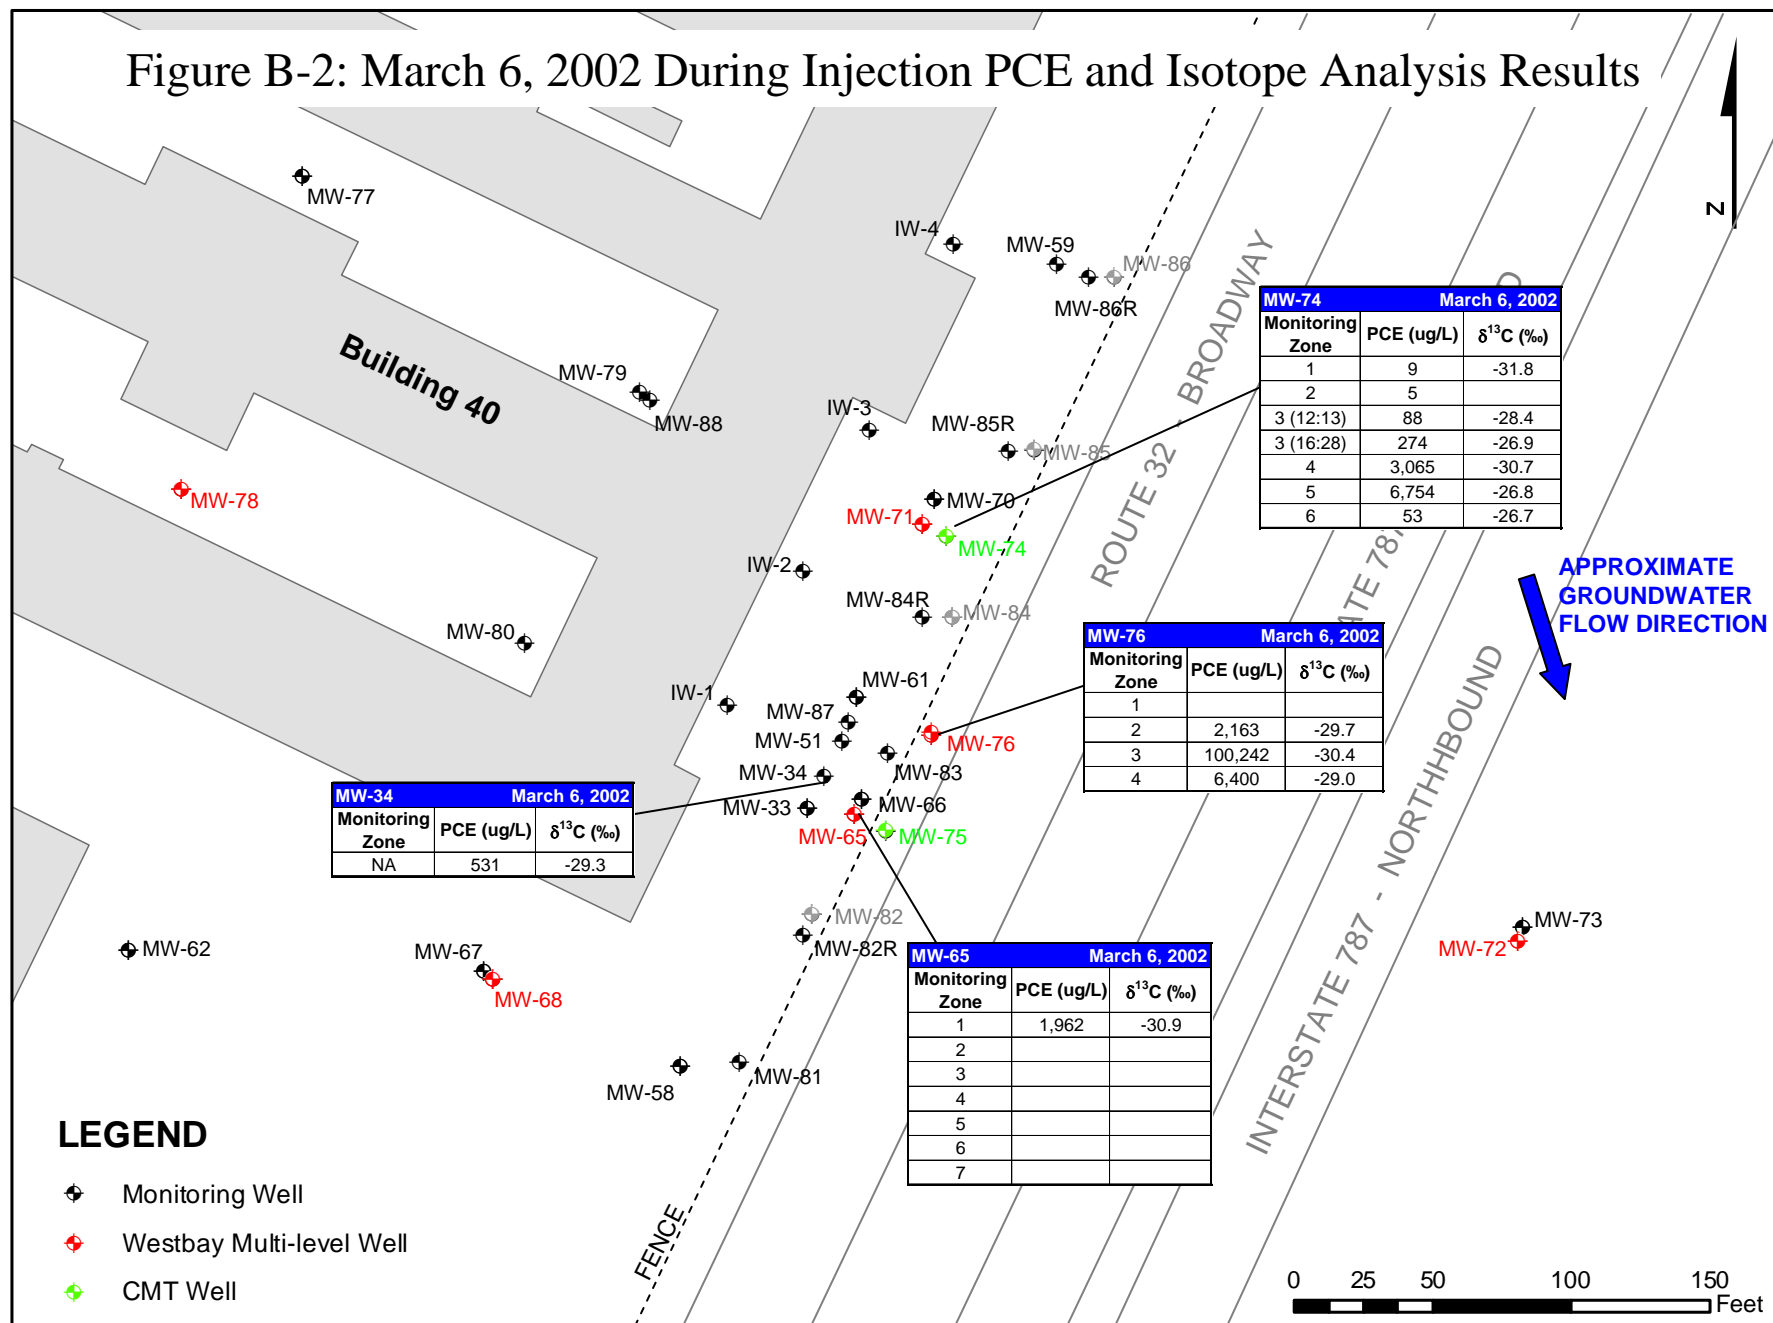 Figure B-2: March 6, 2002 During Injection PCE and Isotope Analysis Results
MW-77
IW-4
MW-59
MW-86
MW-86R
N
Building 40
MW-79
MW-88
IW-3
MW-85R
MW-85
MW-78
MW-70
MW-71
MW-74
ROUTE 32 - BROADWAY
MW-74 March 6, 2002
Monitoring Zone PCE (ug/L) δ13C (‰)
1 9 -31.8
2 5
3 (12:13) 88 -28.4
3 (16:28) 274 -26.9
4 3,065 -30.7
5 6,754 -26.8
6 53 -26.7
IW-2
MW-84R
MW-84
MW-80
APPROXIMATE
GROUNDWATER
FLOW DIRECTION
MW-61
IW-1
MW-87
MW-51
MW-76
MW-34
MW-83
MW-33
MW-66
MW-65
MW-75
MW-76 March 6, 2002
Monitoring Zone PCE (ug/L) δ13C (‰)
1
2 2,163 -29.7
3 100,242 -30.4
4 6,400 -29.0
MW-34 March 6, 2002
Monitoring Zone PCE (ug/L) δ13C (‰)
NA 531 -29.3
MW-82
MW-82R
MW-62
MW-67
MW-68
MW-73
MW-72
MW-65 March 6, 2002
Monitoring Zone PCE (ug/L) δ13C (‰)
1 1,962 -30.9
2
3
4
5
6
7
MW-58
MW-81
INTERSTATE 787 - NORTHHBOUND
FENCE
LEGEND
Monitoring Well
Westbay Multi-level Well
CMT Well
0 25 50 100 150
Feet